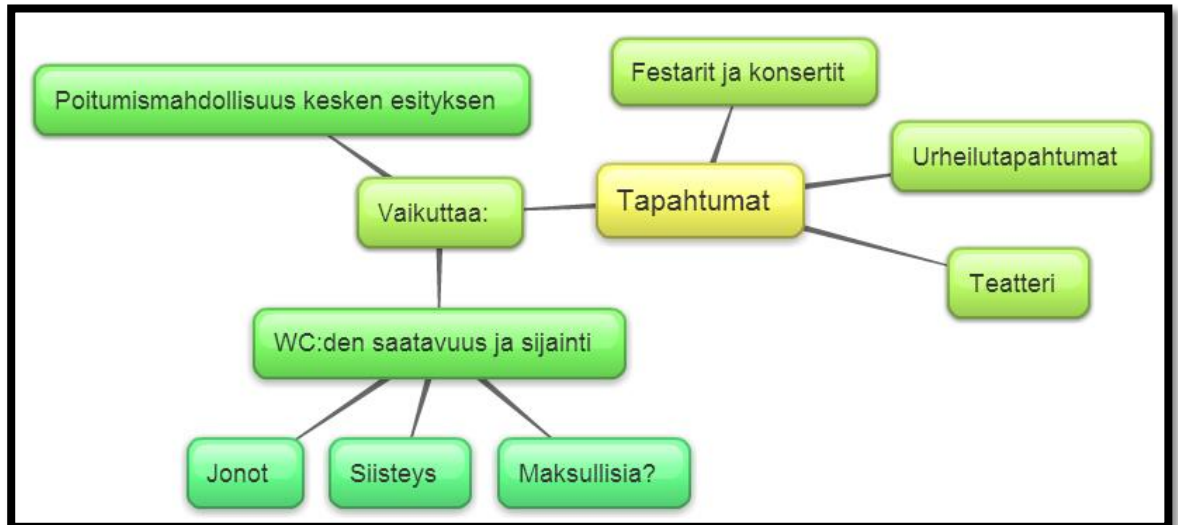 Festarit ja konsertit
Poitumismahdollisuus kesken esityksen
Urheilutapahtumat
Tapahtumat
Vaikuttaa:
Teatteri
WC:den saatavuus ja sijainti
Jonot
Siisteys
Maksullisia?